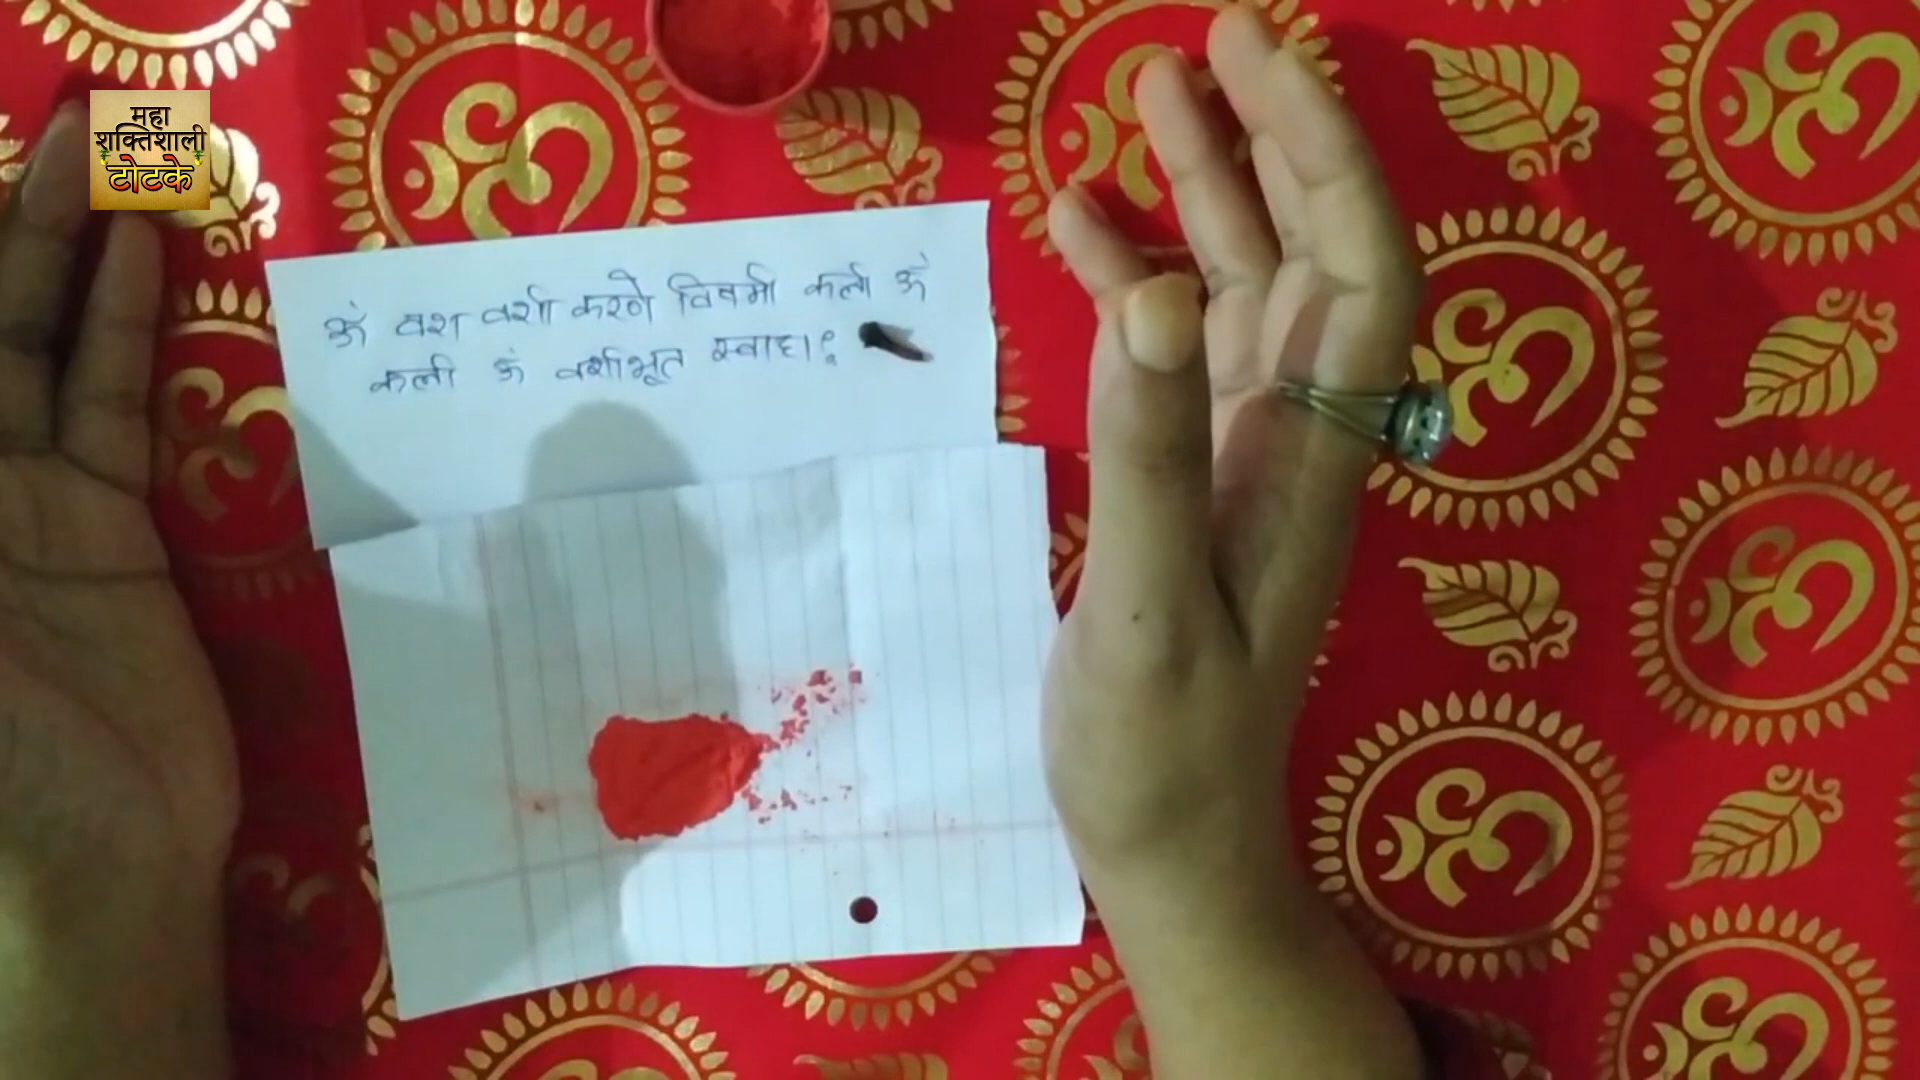 महा
शक्तिशाली
टोटके
ॐ वश वशी करणे विषमी कली ॐ
कली ॐ वशीभूत स्वाहा